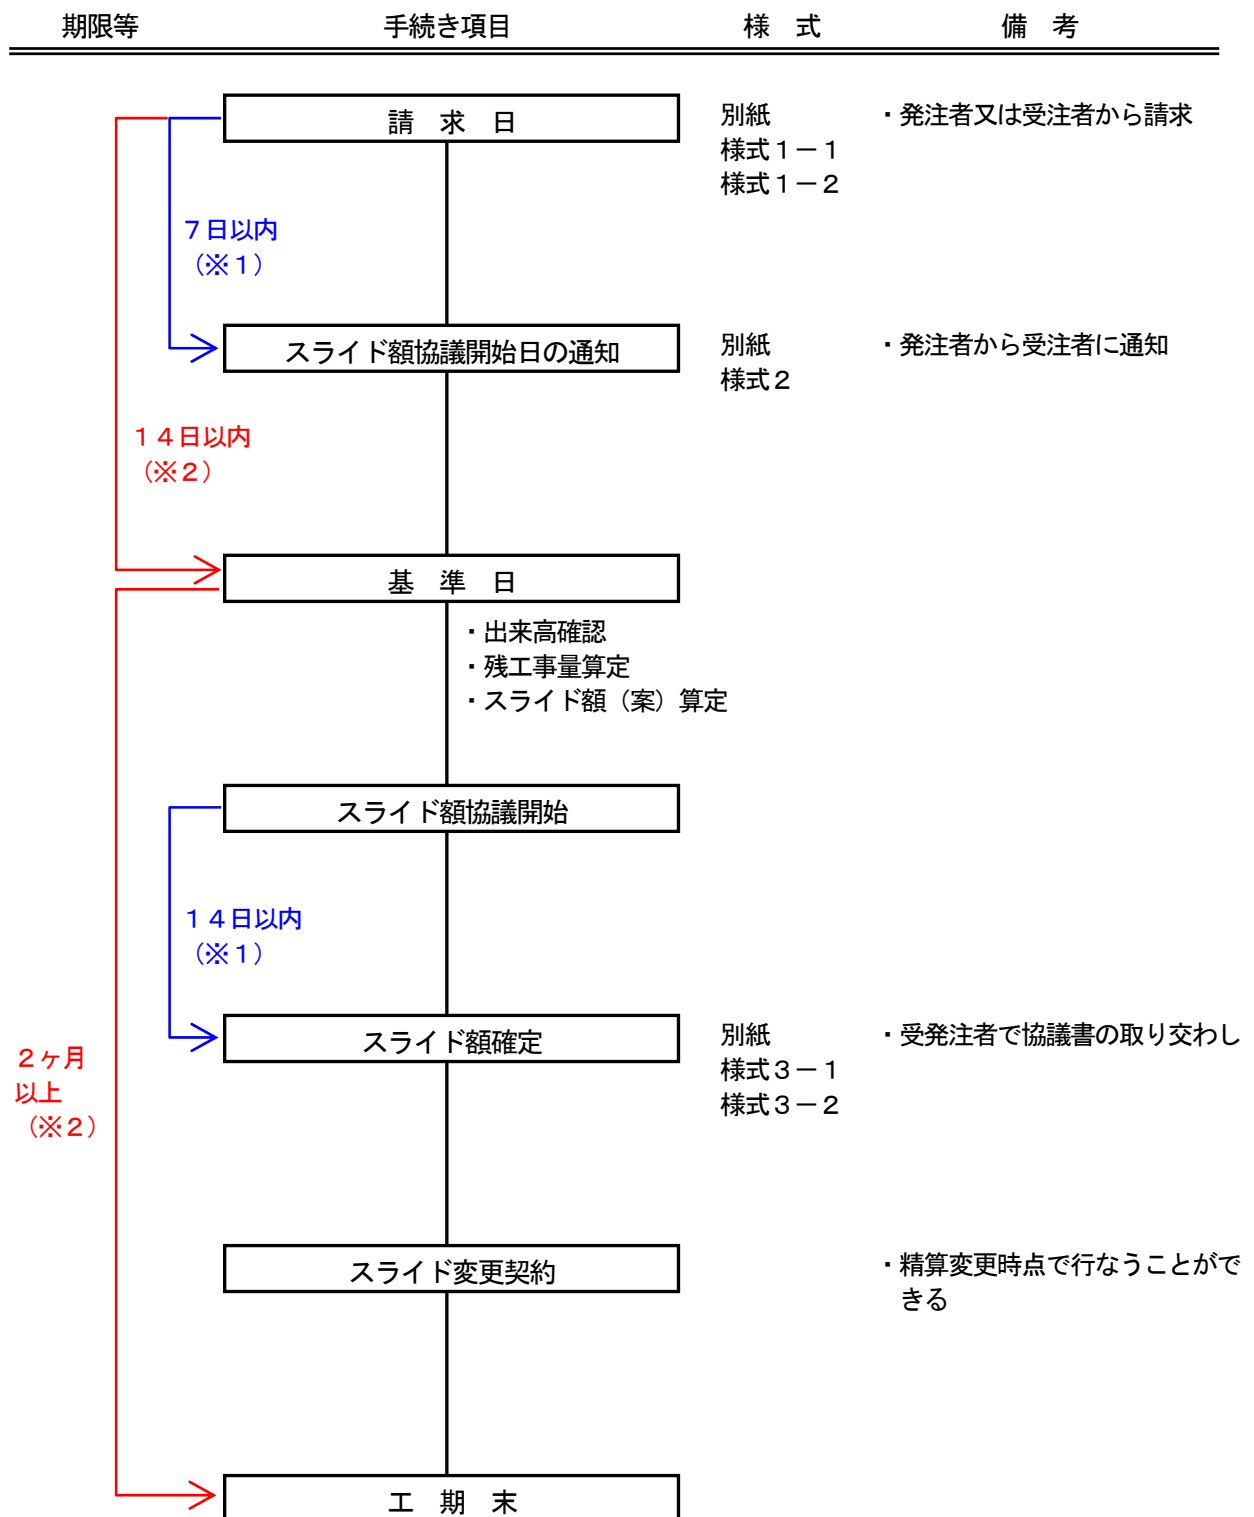 期限等　手続き項目　様　式　備　考
請　求　日
別紙
様式１－１
様式１－２
・発注者又は受注者から請求
７日以内
（※１）
スライド額協議開始日の通知
別紙
様式２
・発注者から受注者に通知
１４日以内
（※２）
基　準　日
・出来高確認
・残工事量算定
・スライド額（案）算定
スライド額協議開始
１４日以内
（※１）
スライド額確定
別紙
様式３－１
様式３－２
・受発注者で協議書の取り交わし
２ヶ月
以上
（※２）
スライド変更契約
・精算変更時点で行なうことがで
きる
工　期　末